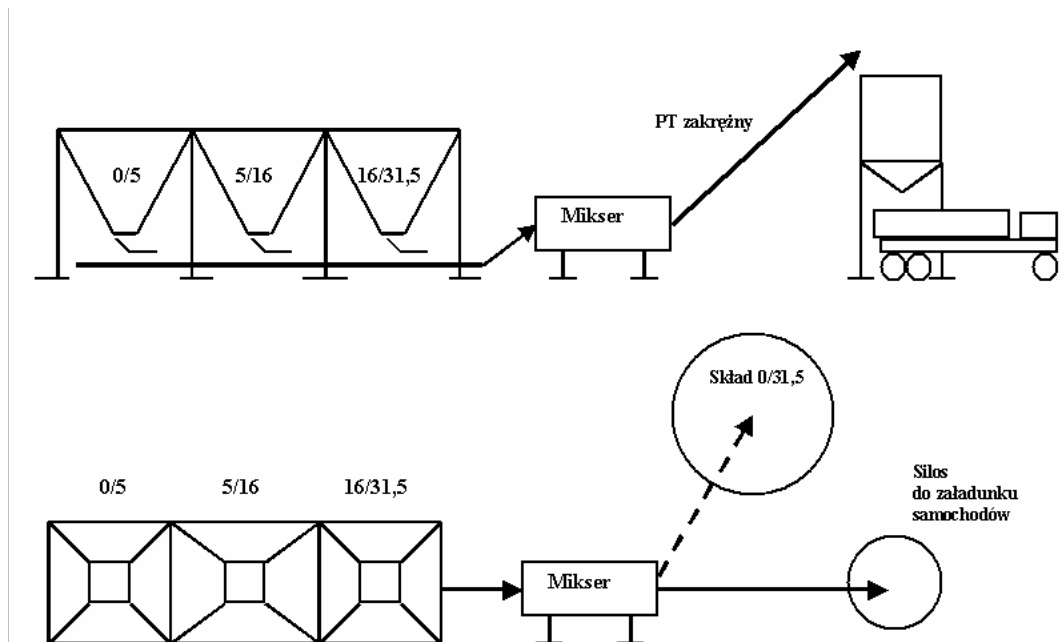 PT zakrężny
0/5
5/16
16/31,5
Mikser
Skład 0/31,5
0/5
5/16
16/31,5
Silos
do załadunku
samochodów
Mikser